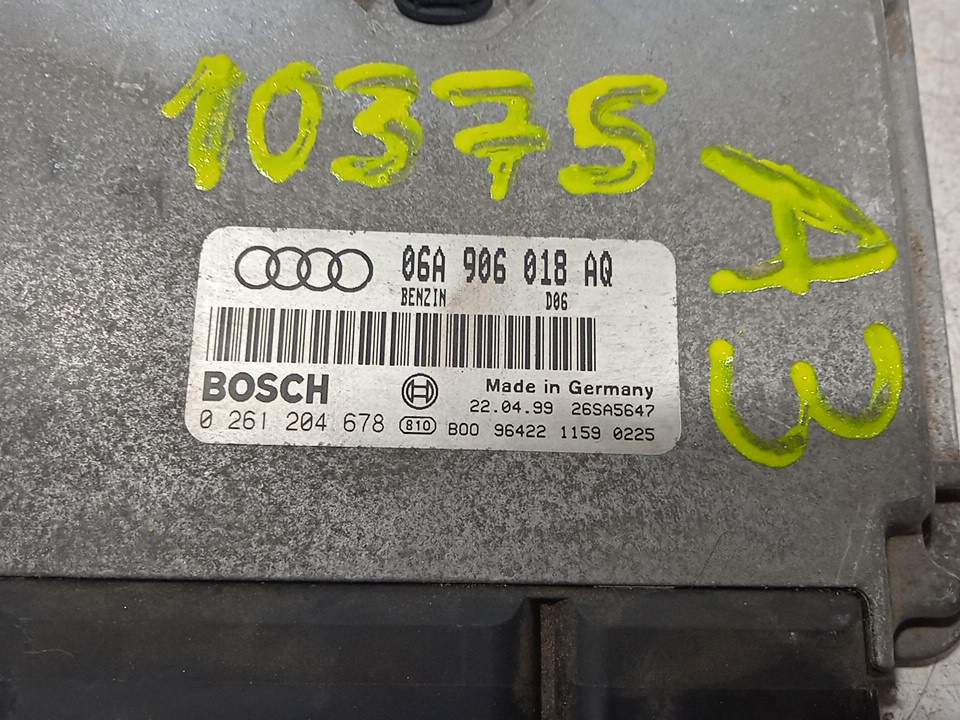 10375
A3
06A 906 018 AQ
BENZIN D06
BOSCH
Made in Germany
22.04.99 26SA5647
0 261 204 678 810 B00 96422 1159 0225